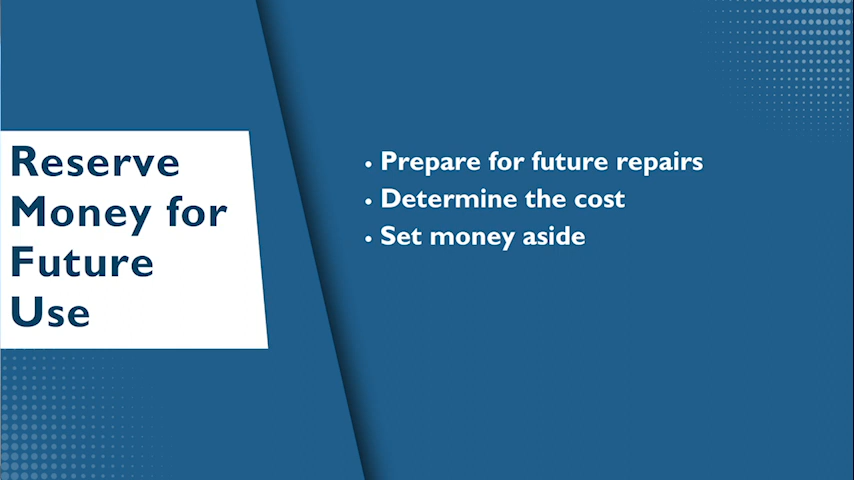 Reserve
Money for
Future
Use
• Prepare for future repairs
• Determine the cost
• Set money aside